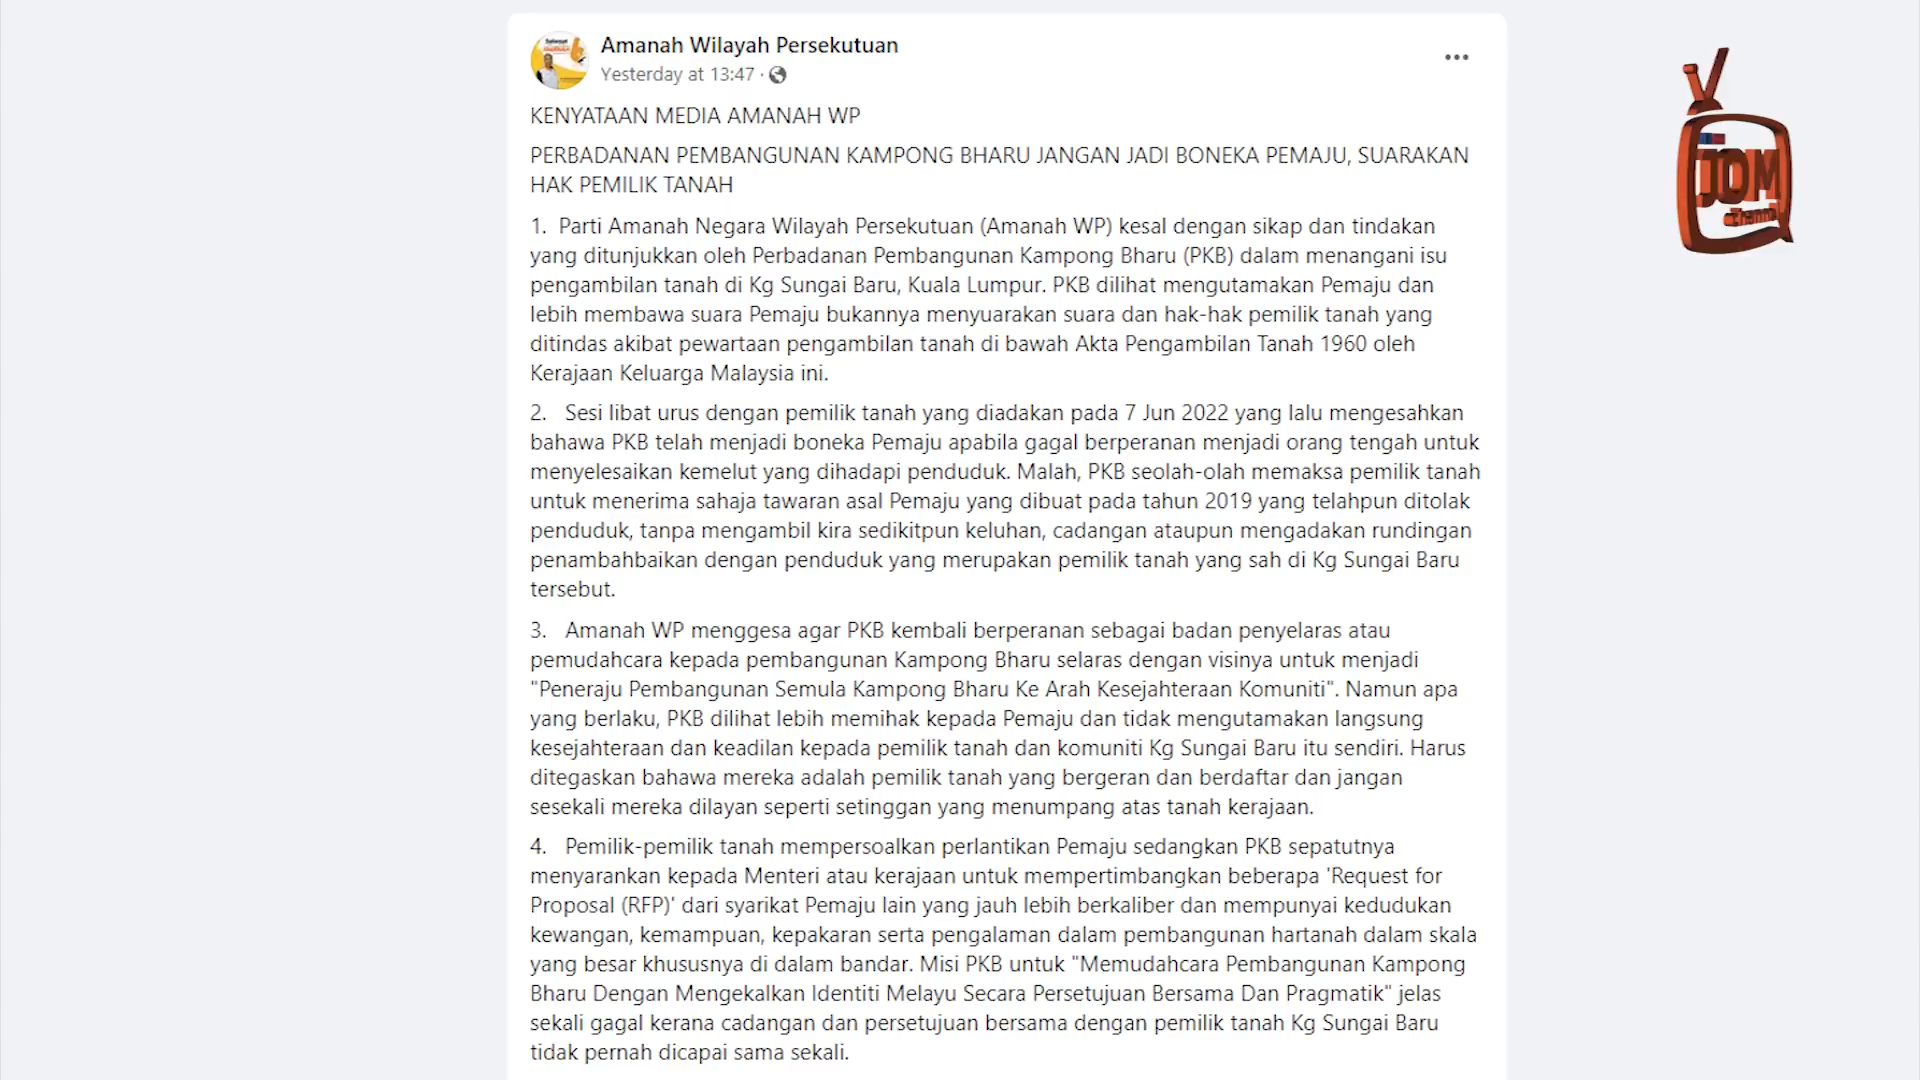 Amanah Wilayah Persekutuan
Yesterday at 13:47 ·
KENYATAAN MEDIA AMANAH WP
PERBADANAN PEMBANGUNAN KAMPONG BHARU JANGAN JADI BONEKA PEMAJU, SUARAKAN
HAK PEMILIK TANAH
1. Parti Amanah Negara Wilayah Persekutuan (Amanah WP) kesal dengan sikap dan tindakan
yang ditunjukkan oleh Perbadanan Pembangunan Kampong Bharu (PKB) dalam menangani isu
pengambilan tanah di Kg Sungai Baru, Kuala Lumpur. PKB dilihat mengutamakan Pemaju dan
lebih membawa suara Pemaju bukannya menyuarakan suara dan hak-hak pemilik tanah yang
ditindas akibat pewartaan pengambilan tanah di bawah Akta Pengambilan Tanah 1960 oleh
Kerajaan Keluarga Malaysia ini.
2. Sesi libat urus dengan pemilik tanah yang diadakan pada 7 Jun 2022 yang lalu mengesahkan
bahawa PKB telah menjadi boneka Pemaju apabila gagal berperanan menjadi orang tengah untuk
menyelesaikan kemelut yang dihadapi penduduk. Malah, PKB seolah-olah memaksa pemilik tanah
untuk menerima sahaja tawaran asal Pemaju yang dibuat pada tahun 2019 yang telahpun ditolak
penduduk, tanpa mengambil kira sedikitpun keluhan, cadangan ataupun mengadakan rundingan
penambahbaikan dengan penduduk yang merupakan pemilik tanah yang sah di Kg Sungai Baru
tersebut.
3. Amanah WP menggesa agar PKB kembali berperanan sebagai badan penyelaras atau
pemudahcara kepada pembangunan Kampong Bharu selaras dengan visinya untuk menjadi
"Peneraju Pembangunan Semula Kampong Bharu Ke Arah Kesejahteraan Komuniti". Namun apa
yang berlaku, PKB dilihat lebih memihak kepada Pemaju dan tidak mengutamakan langsung
kesejahteraan dan keadilan kepada pemilik tanah dan komuniti Kg Sungai Baru itu sendiri. Harus
ditegaskan bahawa mereka adalah pemilik tanah yang bergeran dan berdaftar dan jangan
sesekali mereka dilayan seperti setinggan yang menumpang atas tanah kerajaan.
4. Pemilik-pemilik tanah mempersoalkan perlantikan Pemaju sedangkan PKB sepatutnya
menyarankan kepada Menteri atau kerajaan untuk mempertimbangkan beberapa 'Request for
Proposal (RFP)' dari syarikat Pemaju lain yang jauh lebih berkaliber dan mempunyai kedudukan
kewangan, kemampuan, kepakaran serta pengalaman dalam pembangunan hartanah dalam skala
yang besar khususnya di dalam bandar. Misi PKB untuk "Memudahcara Pembangunan Kampong
Bharu Dengan Mengekalkan Identiti Melayu Secara Persetujuan Bersama Dan Pragmatik" jelas
sekali gagal kerana cadangan dan persetujuan bersama dengan pemilik tanah Kg Sungai Baru
tidak pernah dicapai sama sekali.
JOM
Channel